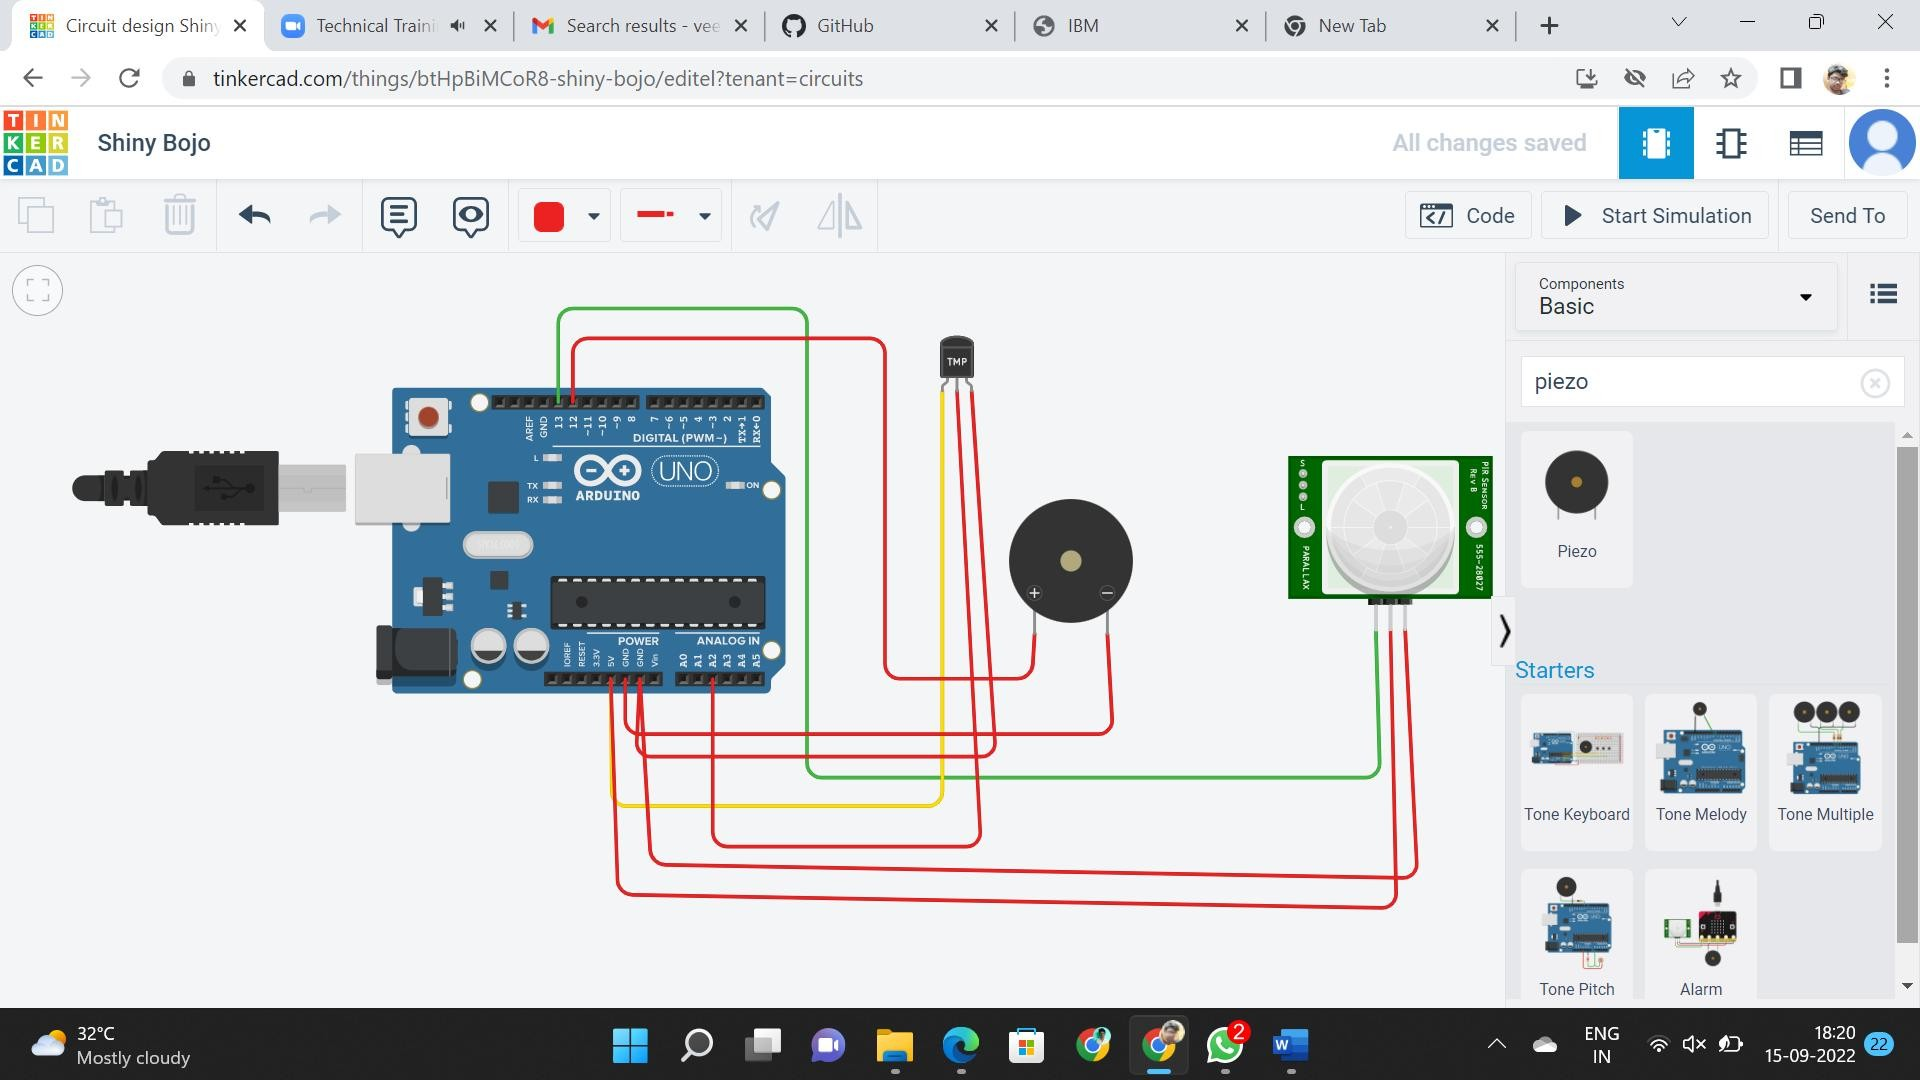 Circuit design Shiny
Technical Traini
Search results - vee
GitHub
IBM
New Tab
tinkercad.com/things/btHpBiMCoR8-shiny-bojo/editel?tenant=circuits
TIN
KER
CAD
Shiny Bojo
All changes saved
Code
Start Simulation
Send To
Components
Basic
piezo
Piezo
Starters
Tone Keyboard
Tone Melody
Tone Multiple
Tone Pitch
Alarm
TMP
AREF
GND
13
12
~11
~10
~9
8
7
~6
~5
4
~3
2
TX→1
RX←0
DIGITAL (PWM~)
L
TX
RX
ARDUINO
UNO
ON
POWER
ANALOG IN
IOREF
RESET
3.3V
5V
GND
GND
Vin
A0
A1
A2
A3
A4
A5
+
−
S
L
PARALLAX
PIR SENSOR
REV B
555-28027
32°C
Mostly cloudy
2
ENG
IN
18:20
15-09-2022
22